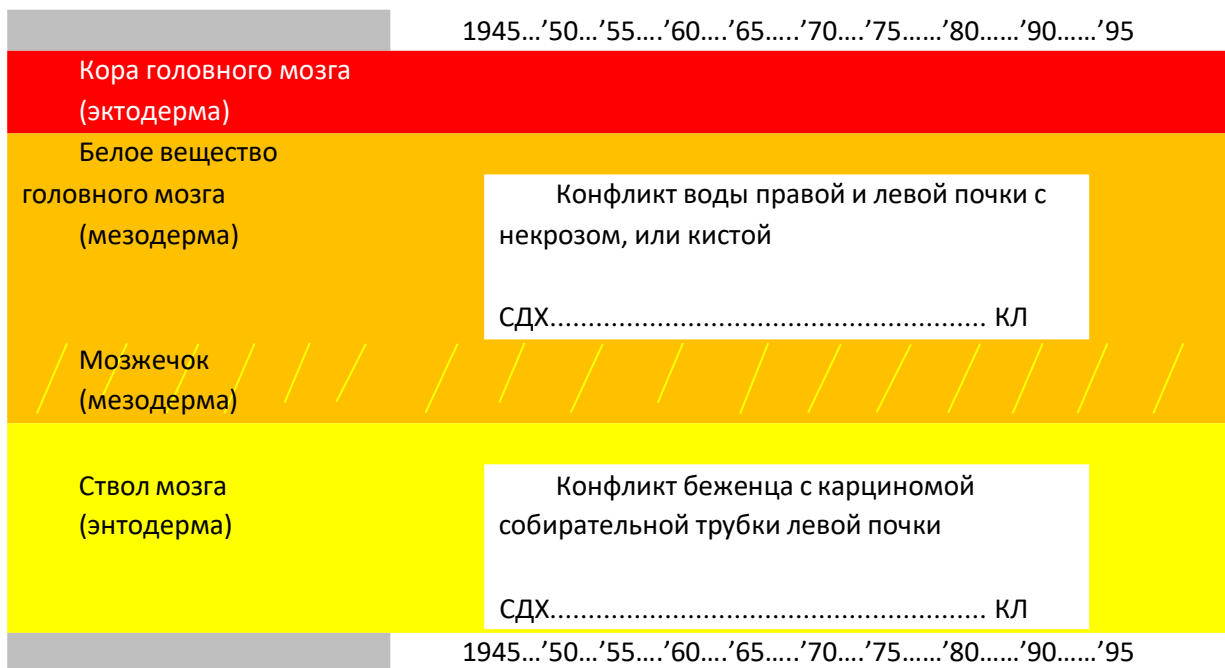 1945…’50…’55….’60….’65…..’70….’75……’80……’90……’95
Кора головного мозга
(эктодерма)
Белое вещество
головного мозга
(мезодерма)
Конфликт воды правой и левой почки с
некрозом, или кистой
СДХ......................................................... КЛ
Мозжечок
(мезодерма)
Ствол мозга
(энтодерма)
Конфликт беженца с карциномой
собирательной трубки левой почки
СДХ......................................................... КЛ
1945…’50…’55….’60….’65…..’70….’75……’80……’90……’95